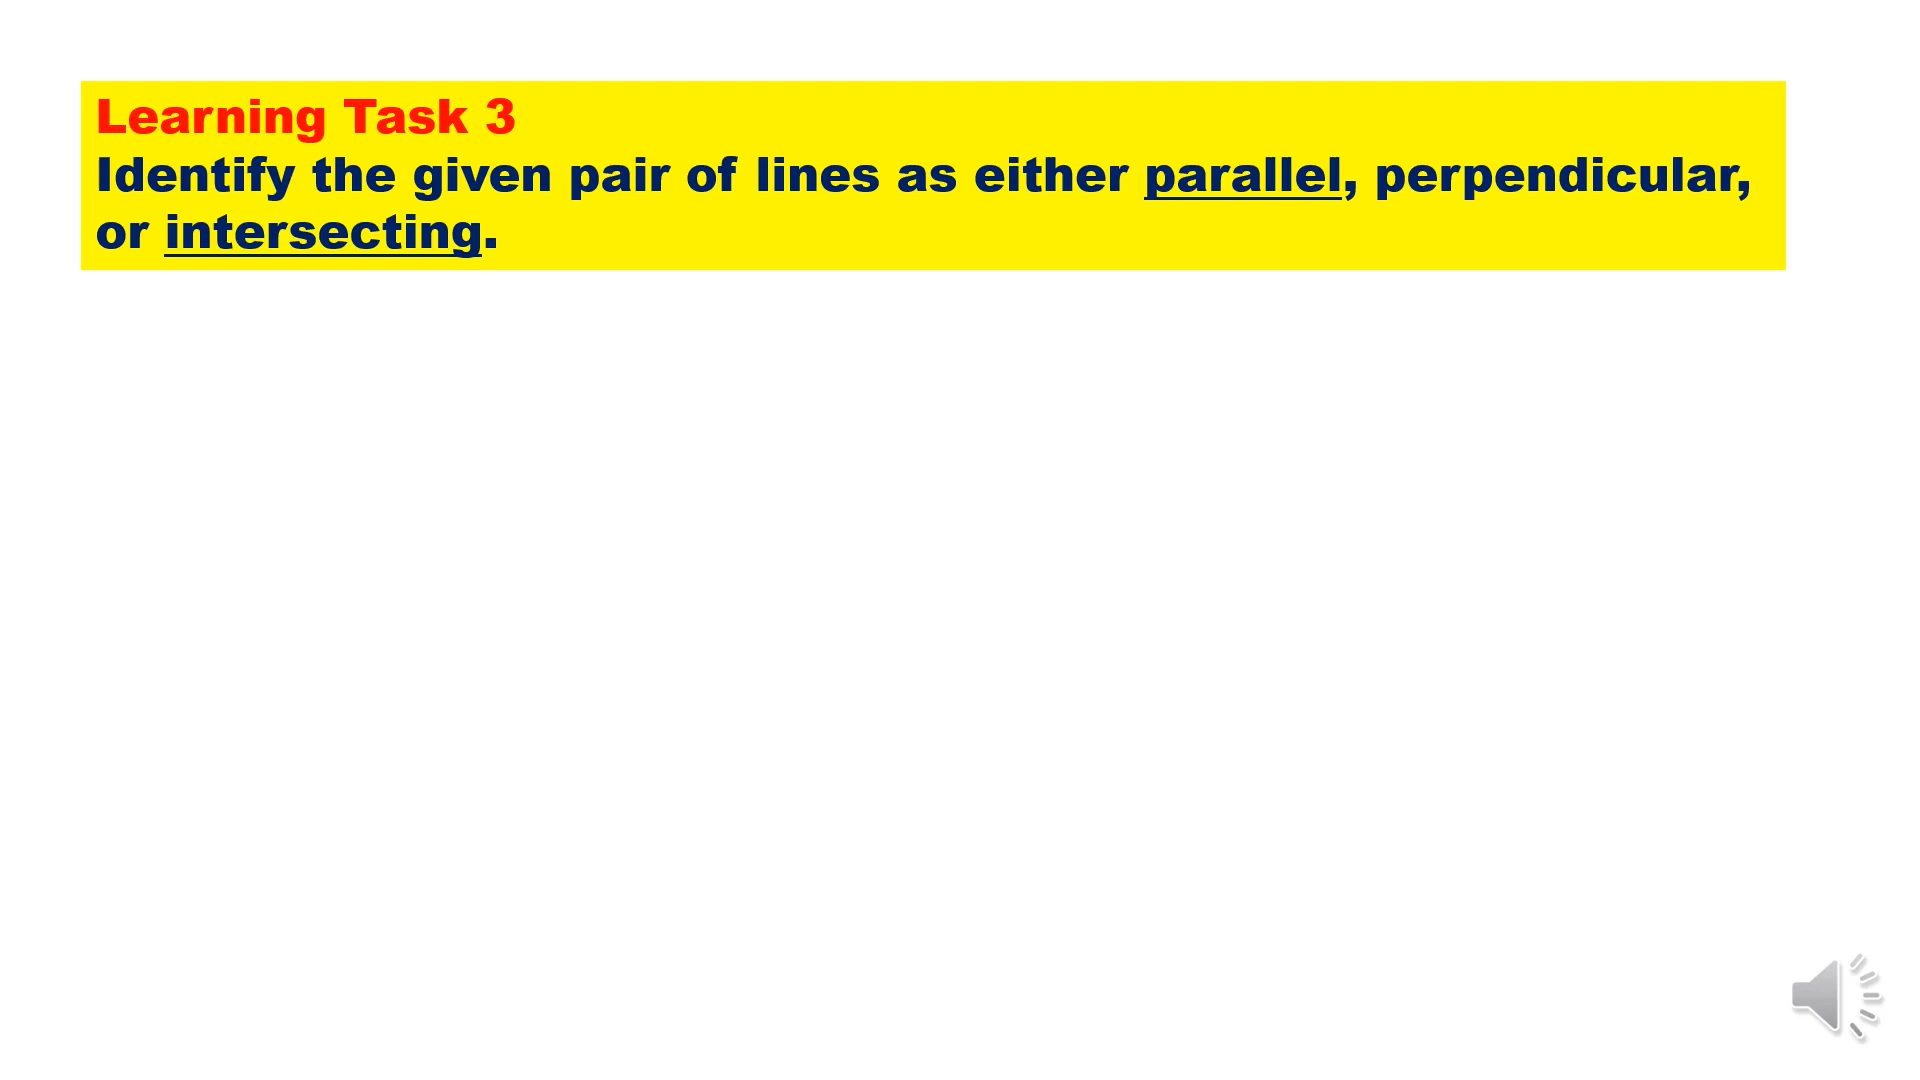 Learning Task 3
Identify the given pair of lines as either parallel, perpendicular,
or intersecting.